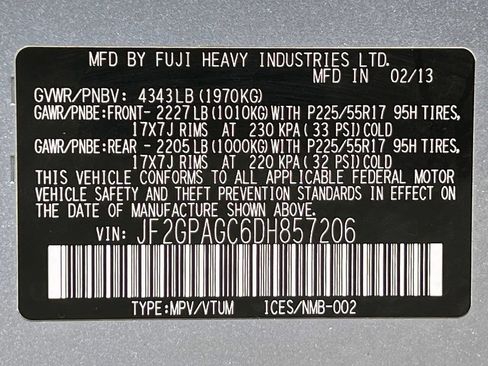 MFD BY FUJI HEAVY INDUSTRIES LTD.
MFD IN 02/13
GVWR/PNBV: 4343LB (1970KG)
GAWR/PNBE:FRONT- 2227 LB (1010KG) WITH P225/55R17 95H TIRES,
17X7J RIMS AT 230 KPA (33 PSI) COLD
GAWR/PNBE:REAR - 2205 LB (1000KG) WITH P225/55R17 95H TIRES,
17X7J RIMS AT 220 KPA (32 PSI) COLD
THIS VEHICLE CONFORMS TO ALL APPLICABLE FEDERAL MOTOR
VEHICLE SAFETY AND THEFT PREVENTION STANDARDS IN EFFECT
ON THE DATE OF MANUFACTURE SHOWN ABOVE.
VIN: JF2GPAGC6DH857206
TYPE:MPV/VTUM ICES/NMB-002